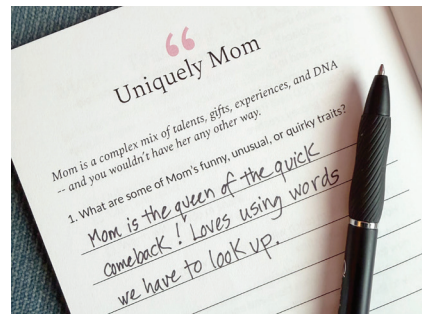 “
Uniquely Mom
Mom is a complex mix of talents, gifts, experiences, and DNA
-- and you wouldn't have her any other way.
1. What are some of Mom's funny, unusual, or quirky traits?
Mom is the queen of the quick
comeback! Loves using words
we have to look up.